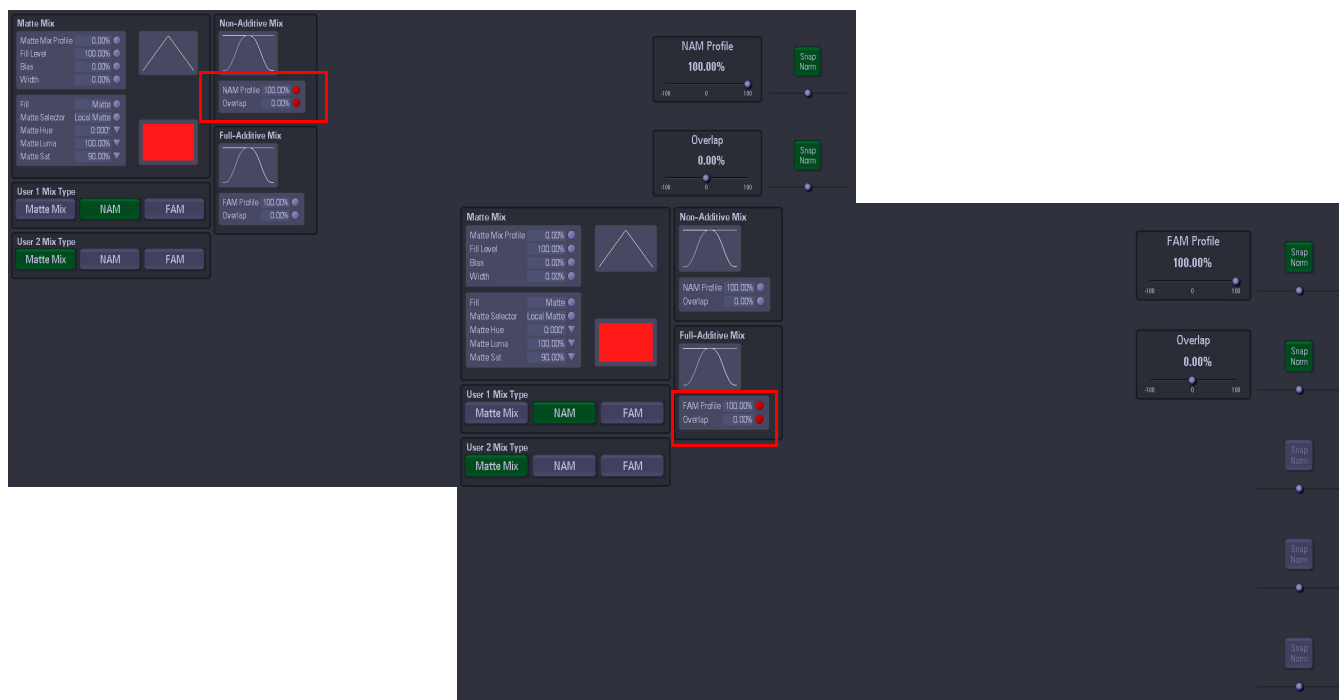 Matte Mix
Matte Mix Profile 0.00%
Fill Level 100.00%
Bias 0.00%
Width 0.00%
Fill Matte
Matte Selector Local Matte
Matte Hue 0.000°
Matte Luma 100.00%
Matte Sat 90.00%
User 1 Mix Type
Matte Mix NAM FAM
User 2 Mix Type
Matte Mix NAM FAM
Non-Additive Mix
NAM Profile 100.00%
Overlap 0.00%
Full-Additive Mix
FAM Profile 100.00%
Overlap 0.00%
NAM Profile
100.00%
-100 0 100
Snap
Norm
Overlap
0.00%
-100 0 100
Snap
Norm
Matte Mix
Matte Mix Profile 0.00%
Fill Level 100.00%
Bias 0.00%
Width 0.00%
Fill Matte
Matte Selector Local Matte
Matte Hue 0.000°
Matte Luma 100.00%
Matte Sat 90.00%
User 1 Mix Type
Matte Mix NAM FAM
User 2 Mix Type
Matte Mix NAM FAM
Non-Additive Mix
NAM Profile 100.00%
Overlap 0.00%
Full-Additive Mix
FAM Profile 100.00%
Overlap 0.00%
FAM Profile
100.00%
-100 0 100
Snap
Norm
Overlap
0.00%
-100 0 100
Snap
Norm
Snap
Norm
Snap
Norm
Snap
Norm